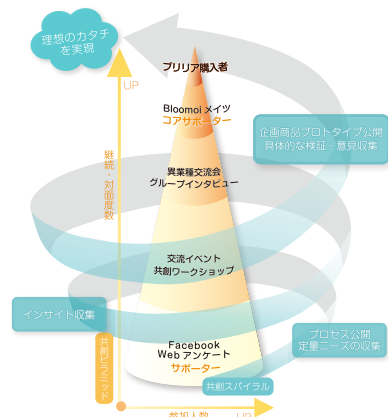 理想のカタチ
を実現
UP
ブリリア購入者
Bloomoi メイツ
コアサポーター
企画商品プロトタイプ公開
具体的な検証・意見収集
継続・対面度数
異業種交流会
グループインタビュー
交流イベント
共創ワークショップ
インサイト収集
プロセス公開
定量ニーズの収集
共創ピラミッド
Facebook
Web アンケート
サポーター
共創スパイラル
参加人数
UP